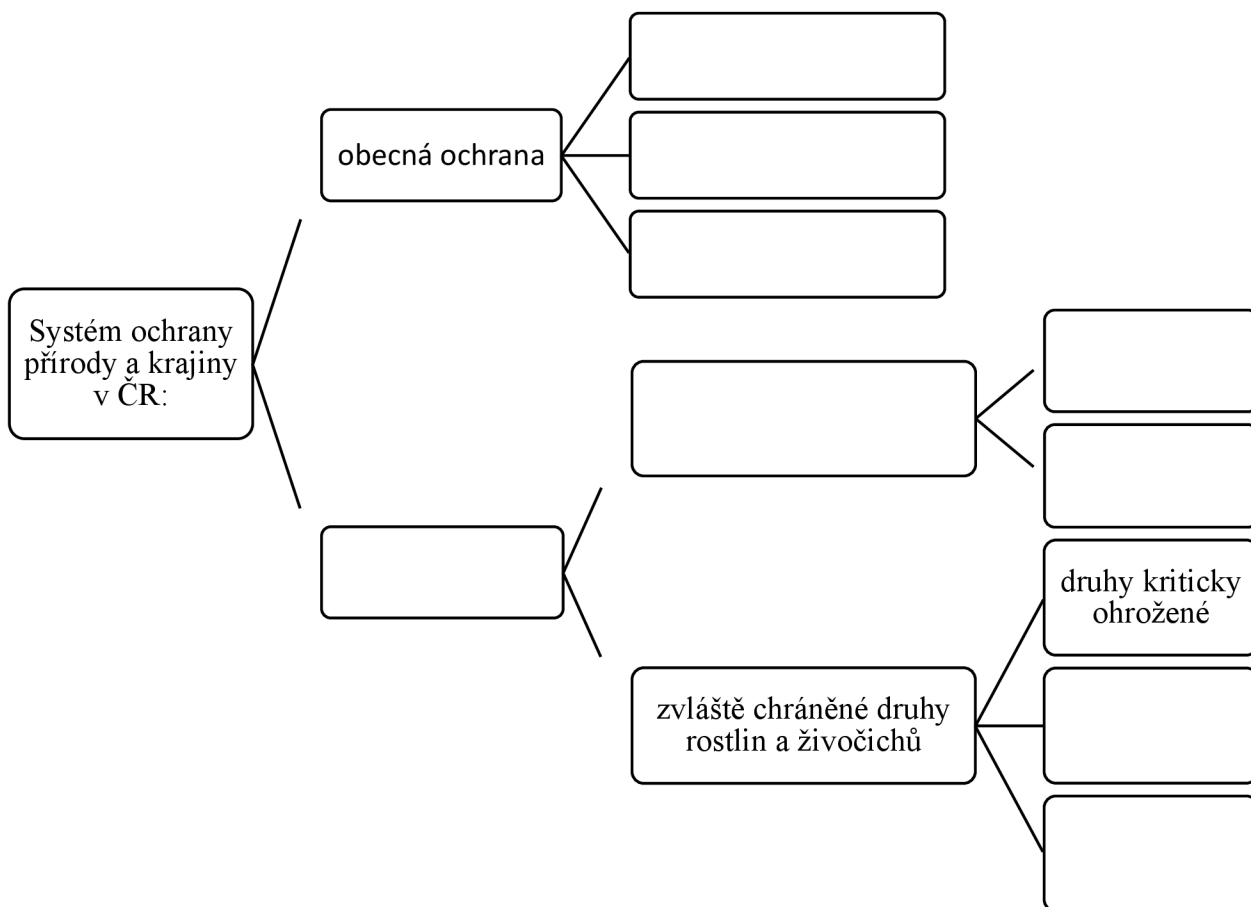 obecná ochrana
Systém ochrany
přírody a krajiny
v ČR:
druhy kriticky
ohrožené
zvláště chráněné druhy
rostlin a živočichů